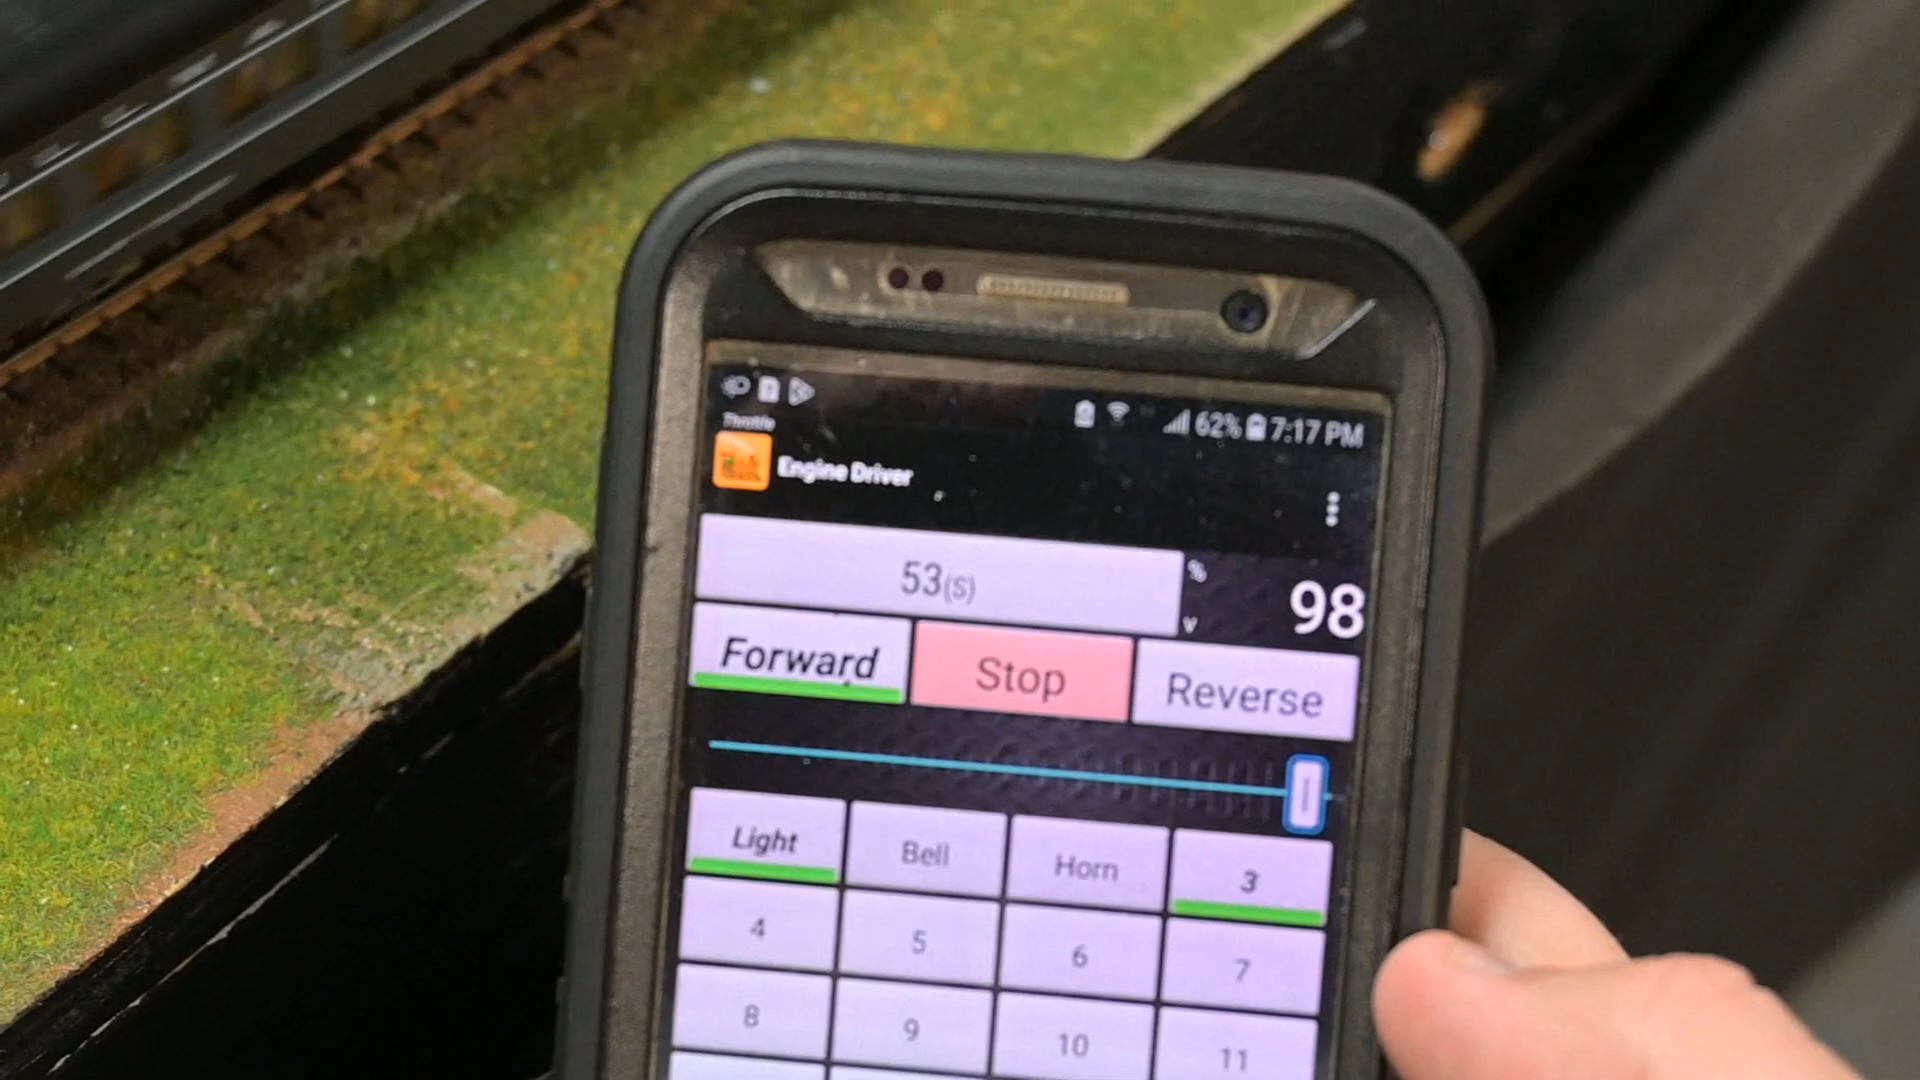 62% 7:17 PM
Throttle
Engine Driver
53(S) % 98
v
Forward Stop Reverse
Light Bell Horn 3
4 5 6 7
8 9 10 11